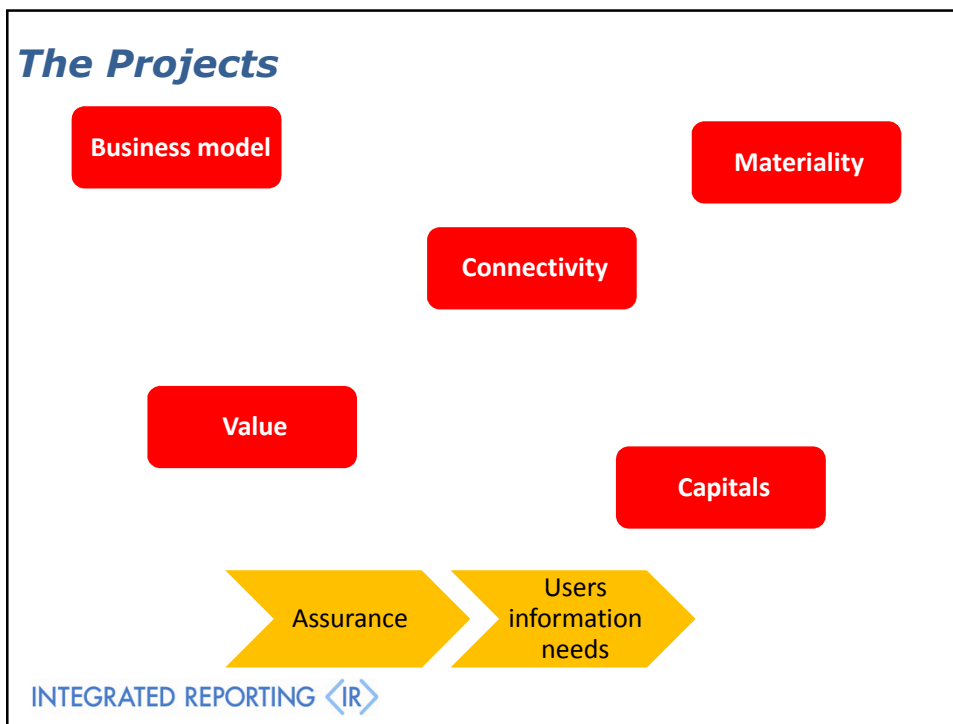 The Projects
Business model
Materiality
Connectivity
Value
Capitals
Assurance
Users
information
needs
INTEGRATED REPORTING <IR>